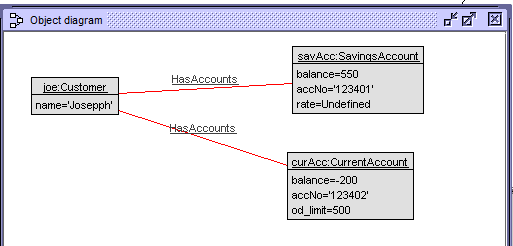 Object diagram
joe:Customer
name='Josepph'
HasAccounts
HasAccounts
savAcc:SavingsAccount
balance=550
accNo='123401'
rate=Undefined
curAcc:CurrentAccount
balance=-200
accNo='123402'
od_limit=500